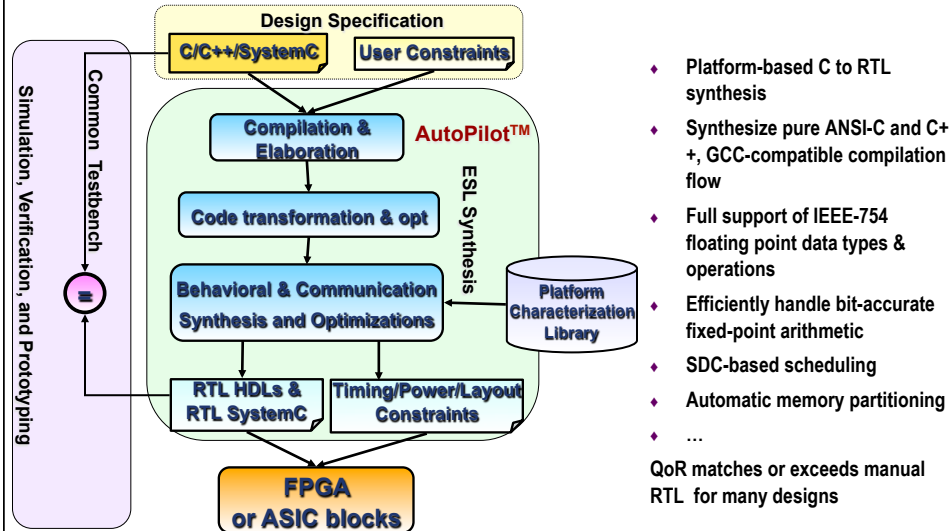 Design Specification
C/C++/SystemC
User Constraints
Simulation, Verification, and Prototyping
Common Testbench
=
AutoPilot™
Compilation &
Elaboration
ESL Synthesis
Code transformation & opt
Behavioral & Communication
Synthesis and Optimizations
Platform
Characterization
Library
RTL HDLs &
RTL SystemC
Timing/Power/Layout
Constraints
FPGA
or ASIC blocks
♦ Platform-based C to RTL
synthesis
♦ Synthesize pure ANSI-C and C+
+, GCC-compatible compilation
flow
♦ Full support of IEEE-754
floating point data types &
operations
♦ Efficiently handle bit-accurate
fixed-point arithmetic
♦ SDC-based scheduling
♦ Automatic memory partitioning
♦ …
QoR matches or exceeds manual
RTL for many designs